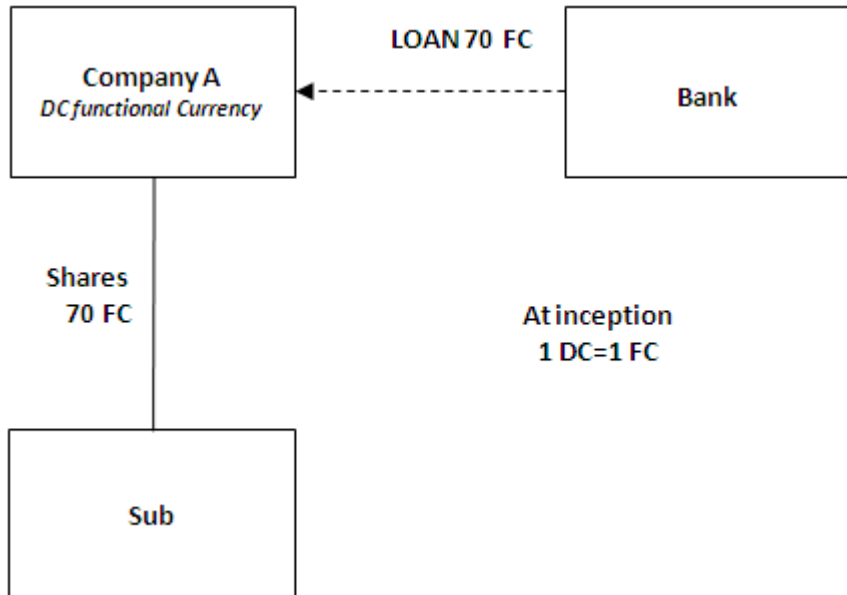 LOAN 70 FC
Company A
DC functional Currency
Bank
Shares
70 FC
At inception
1 DC=1 FC
Sub